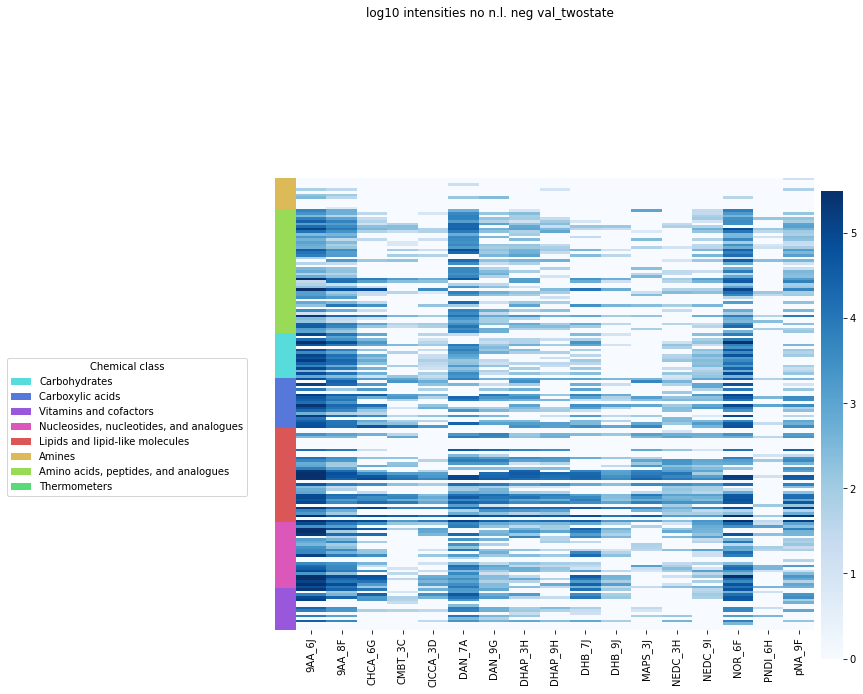 log10 intensities no n.l. neg val_twostate
Chemical class
Carbohydrates
Carboxylic acids
Vitamins and cofactors
Nucleosides, nucleotides, and analogues
Lipids and lipid-like molecules
Amines
Amino acids, peptides, and analogues
Thermometers
5
4
3
2
1
0
9AA_6J
9AA_8F
CHCA_6G
CMBT_3C
ClCCA_3D
DAN_7A
DAN_9G
DHAP_3H
DHAP_9H
DHB_7J
DHB_9J
MAPS_3J
NEDC_3H
NEDC_9I
NOR_6F
PNDI_6H
pNA_9F